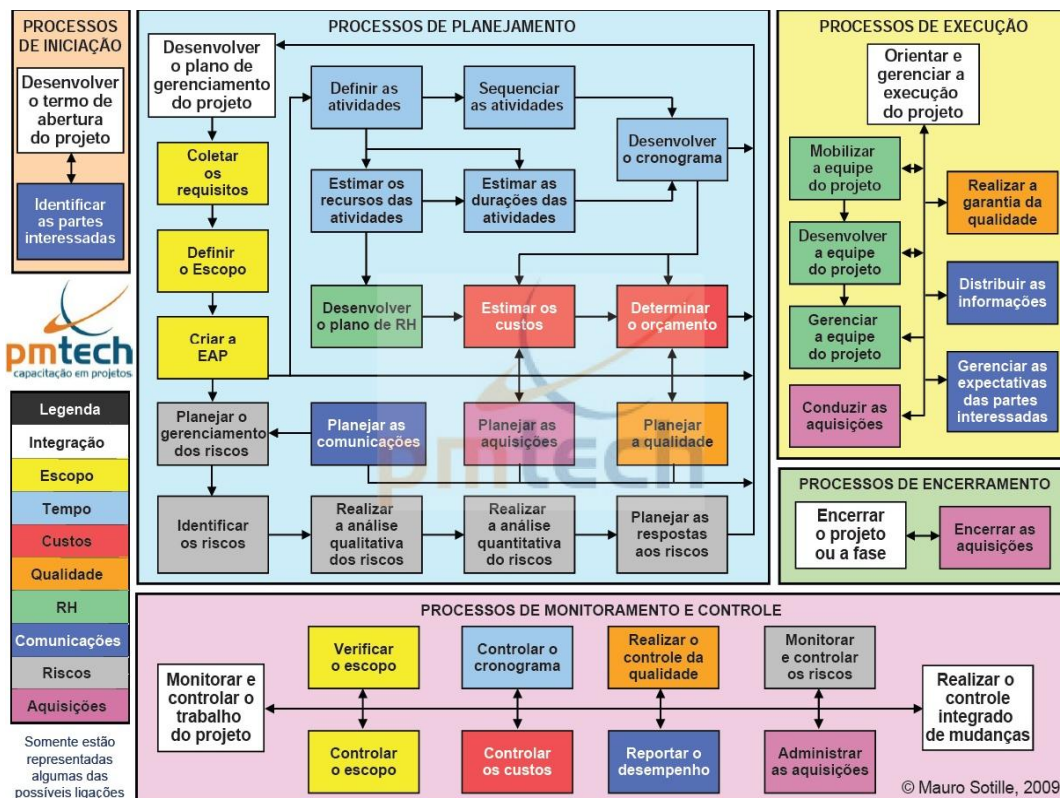 PROCESSOS
DE INICIAÇÃO
Desenvolver
o termo de
abertura
do projeto
Identificar
as partes
interessadas
pmtech
capacitação em projetos
Legenda
Integração
Escopo
Tempo
Custos
Qualidade
RH
Comunicações
Riscos
Aquisições
Somente estão
representadas
algumas das
possíveis ligações
PROCESSOS DE PLANEJAMENTO
Desenvolver
o plano de
gerenciamento
do projeto
Definir as
atividades
Sequenciar
as atividades
Desenvolver
o cronograma
Coletar
os
requisitos
Estimar os
recursos das
atividades
Estimar as
durações das
atividades
Definir
o Escopo
Desenvolver
o plano de RH
Estimar os
custos
Determinar
o orçamento
Criar a
EAP
Planejar o
gerenciamento
dos riscos
Planejar as
comunicações
Planejar as
aquisições
Planejar
a qualidade
pmtech
Identificar
os riscos
Realizar
a análise
qualitativa
dos riscos
Realizar
a análise
quantitativa
do riscos
Planejar as
respostas
aos riscos
PROCESSOS DE EXECUÇÃO
Orientar e
gerenciar a
execução
do projeto
Mobilizar
a equipe
do projeto
Realizar a
garantia da
qualidade
Desenvolver
a equipe
do projeto
Distribuir as
informações
Gerenciar
a equipe
do projeto
Gerenciar as
expectativas
das partes
interessadas
Conduzir as
aquisições
PROCESSOS DE ENCERRAMENTO
Encerrar
o projeto
ou a fase
Encerrar as
aquisições
PROCESSOS DE MONITORAMENTO E CONTROLE
Monitorar e
controlar o
trabalho
do projeto
Verificar
o escopo
Controlar o
cronograma
Realizar o
controle da
qualidade
Monitorar
e controlar
os riscos
Realizar o
controle
integrado
de mudanças
Controlar
o escopo
Controlar
os custos
Reportar o
desempenho
Administrar
as aquisições
© Mauro Sotille, 2009